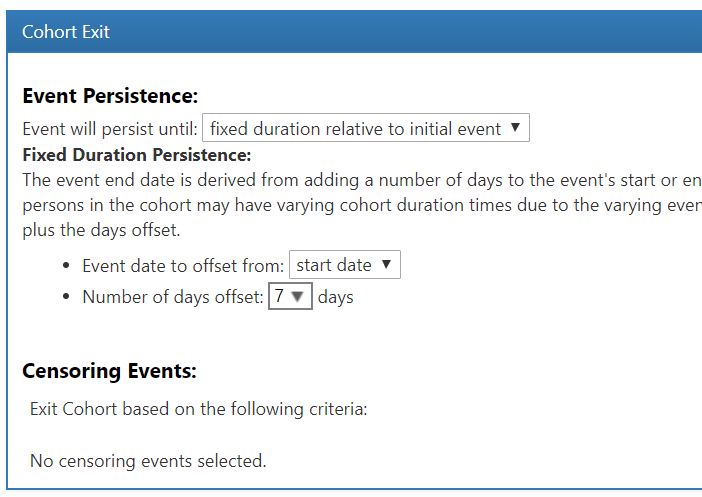 Cohort Exit
Event Persistence:
Event will persist until: fixed duration relative to initial event ▼
Fixed Duration Persistence:
The event end date is derived from adding a number of days to the event's start or en
persons in the cohort may have varying cohort duration times due to the varying ever
plus the days offset.
• Event date to offset from: start date ▼
• Number of days offset: 7 ▼ days
Censoring Events:
Exit Cohort based on the following criteria:
No censoring events selected.